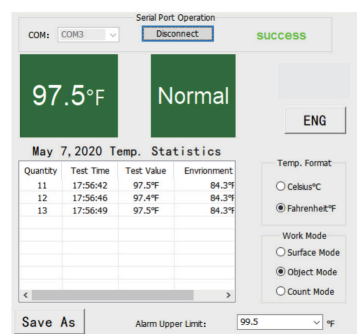 Serial Port Operation
COM: COM3 Disconnect success
97.5°F Normal
ENG
May 7,2020 Temp. Statistics
Temp. Format
Quantity Test Time Test Value Envrionment
11 17:56:42 97.5℉ 84.3℉
12 17:56:46 97.4℉ 84.3℉
13 17:56:49 97.5℉ 84.3℉
Celsius℃
Fahrenheit℉
Work Mode
Surface Mode
Object Mode
Count Mode
Save As Alarm Upper Limit: 99.5 ℉